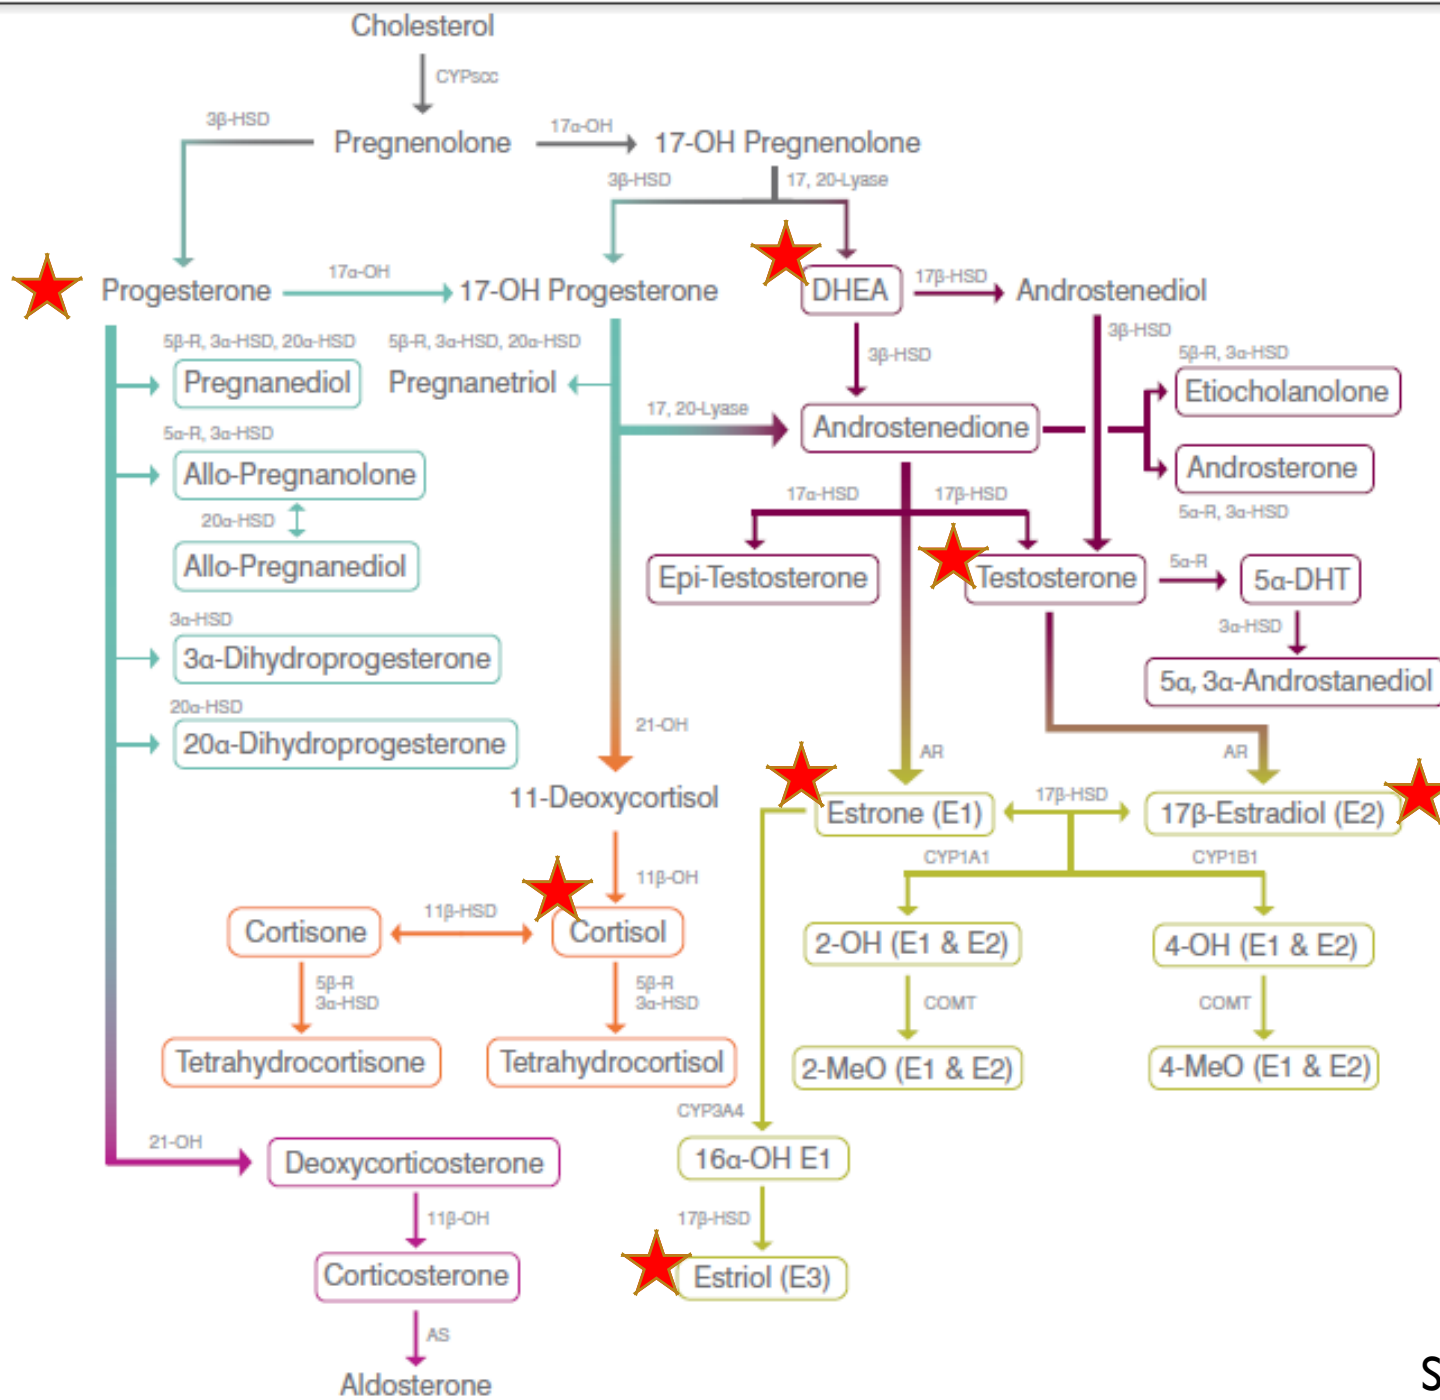 Cholesterol
CYPscc
3β-HSD
Pregnenolone
17α-OH
17-OH Pregnenolone
3β-HSD
17, 20-Lyase
Progesterone
17α-OH
17-OH Progesterone
DHEA
17β-HSD
Androstenediol
5β-R, 3α-HSD, 20α-HSD
Pregnanediol
5β-R, 3α-HSD, 20α-HSD
Pregnanetriol
3β-HSD
3β-HSD
5β-R, 3α-HSD
Etiocholanolone
17, 20-Lyase
Androstenedione
5α-R, 3α-HSD
Allo-Pregnanolone
Androsterone
5α-R, 3α-HSD
20α-HSD
Allo-Pregnanediol
17α-HSD
17β-HSD
Epi-Testosterone
Testosterone
5α-R
5α-DHT
3α-HSD
3α-HSD
3α-Dihydroprogesterone
5α, 3α-Androstanediol
20α-HSD
20α-Dihydroprogesterone
21-OH
AR
AR
11-Deoxycortisol
Estrone (E1)
17β-HSD
17β-Estradiol (E2)
CYP1A1
CYP1B1
11β-OH
Cortisone
11β-HSD
Cortisol
2-OH (E1 & E2)
4-OH (E1 & E2)
5β-R
3α-HSD
5β-R
3α-HSD
COMT
COMT
Tetrahydrocortisone
Tetrahydrocortisol
2-MeO (E1 & E2)
4-MeO (E1 & E2)
CYP3A4
21-OH
Deoxycorticosterone
16α-OH E1
11β-OH
17β-HSD
Corticosterone
Estriol (E3)
AS
Aldosterone
S